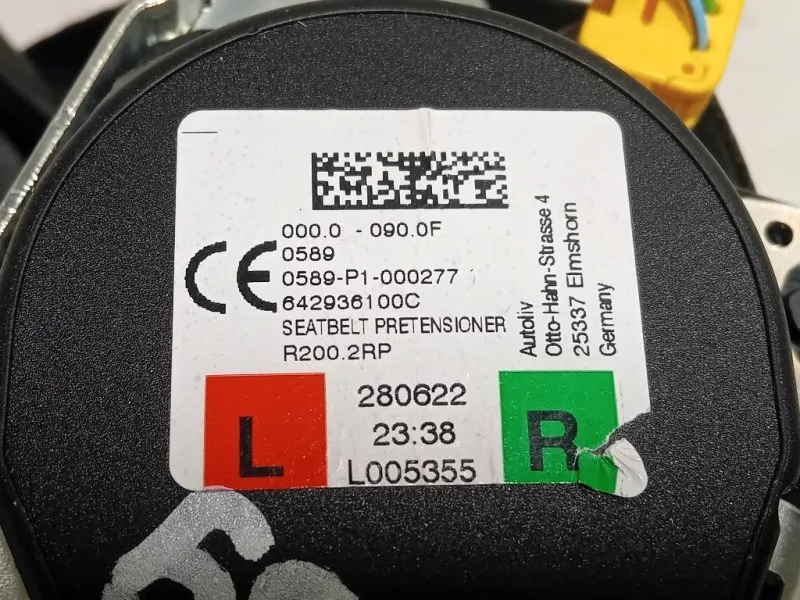 000.0 - 090.0F
CE
0589
0589-P1-000277
642936100C
SEATBELT PRETENSIONER
R200.2RP
Autoliv
Otto-Hahn-Strasse 4
25337 Elmshorn
Germany
L
280622
23:38
L005355
R